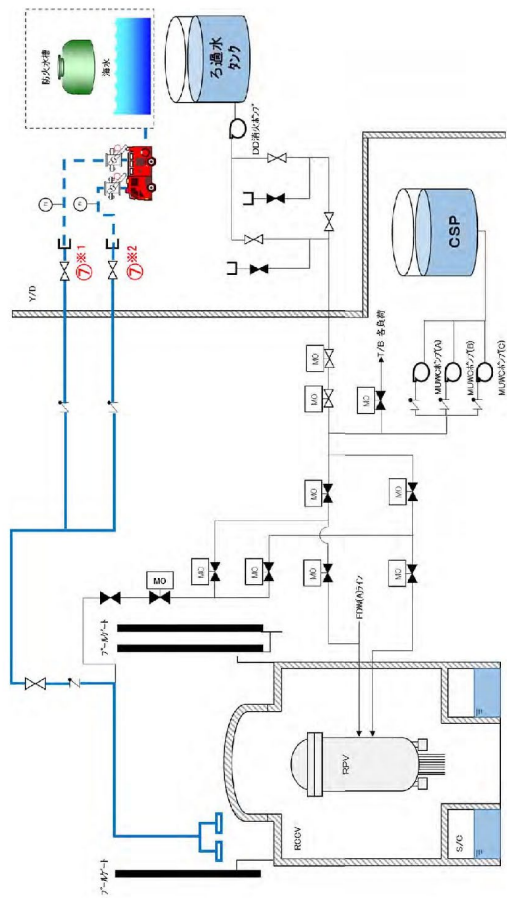 防火水槽
海水
ろ過水
タンク
DD消火ポンプ
⑦※1
⑦※2
Y/D
CSP
T/B 各負荷
MUWCポンプ(A)
MUWCポンプ(B)
MUWCポンプ(C)
MO
MO
MO
MO
MO
MO
MO
MO
MO
MO
プールゲート
プールゲート
FDW(A)ライン
RPV
RCCV
S/C